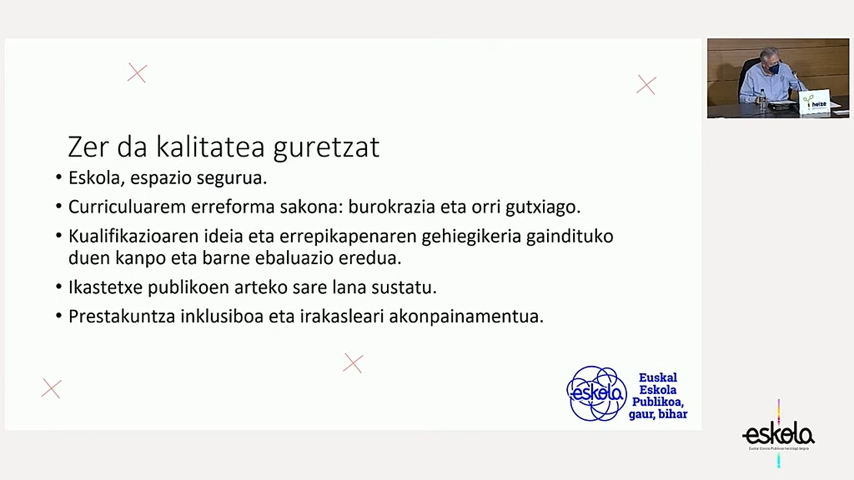 Zer da kalitatea guretzat
• Eskola, espazio segurua.
• Curriculuarem erreforma sakona: burokrazia eta orri gutxiago.
• Kualifikazioaren ideia eta errepikapenaren gehiegikeria gaindituko
duen kanpo eta barne ebaluazio eredua.
• Ikastetxe publikoen arteko sare lana sustatu.
• Prestakuntza inklusiboa eta irakasleari akonpainamentua.
eskola
Euskal
Eskola
Publikoa,
gaur, bihar
heize
eskola